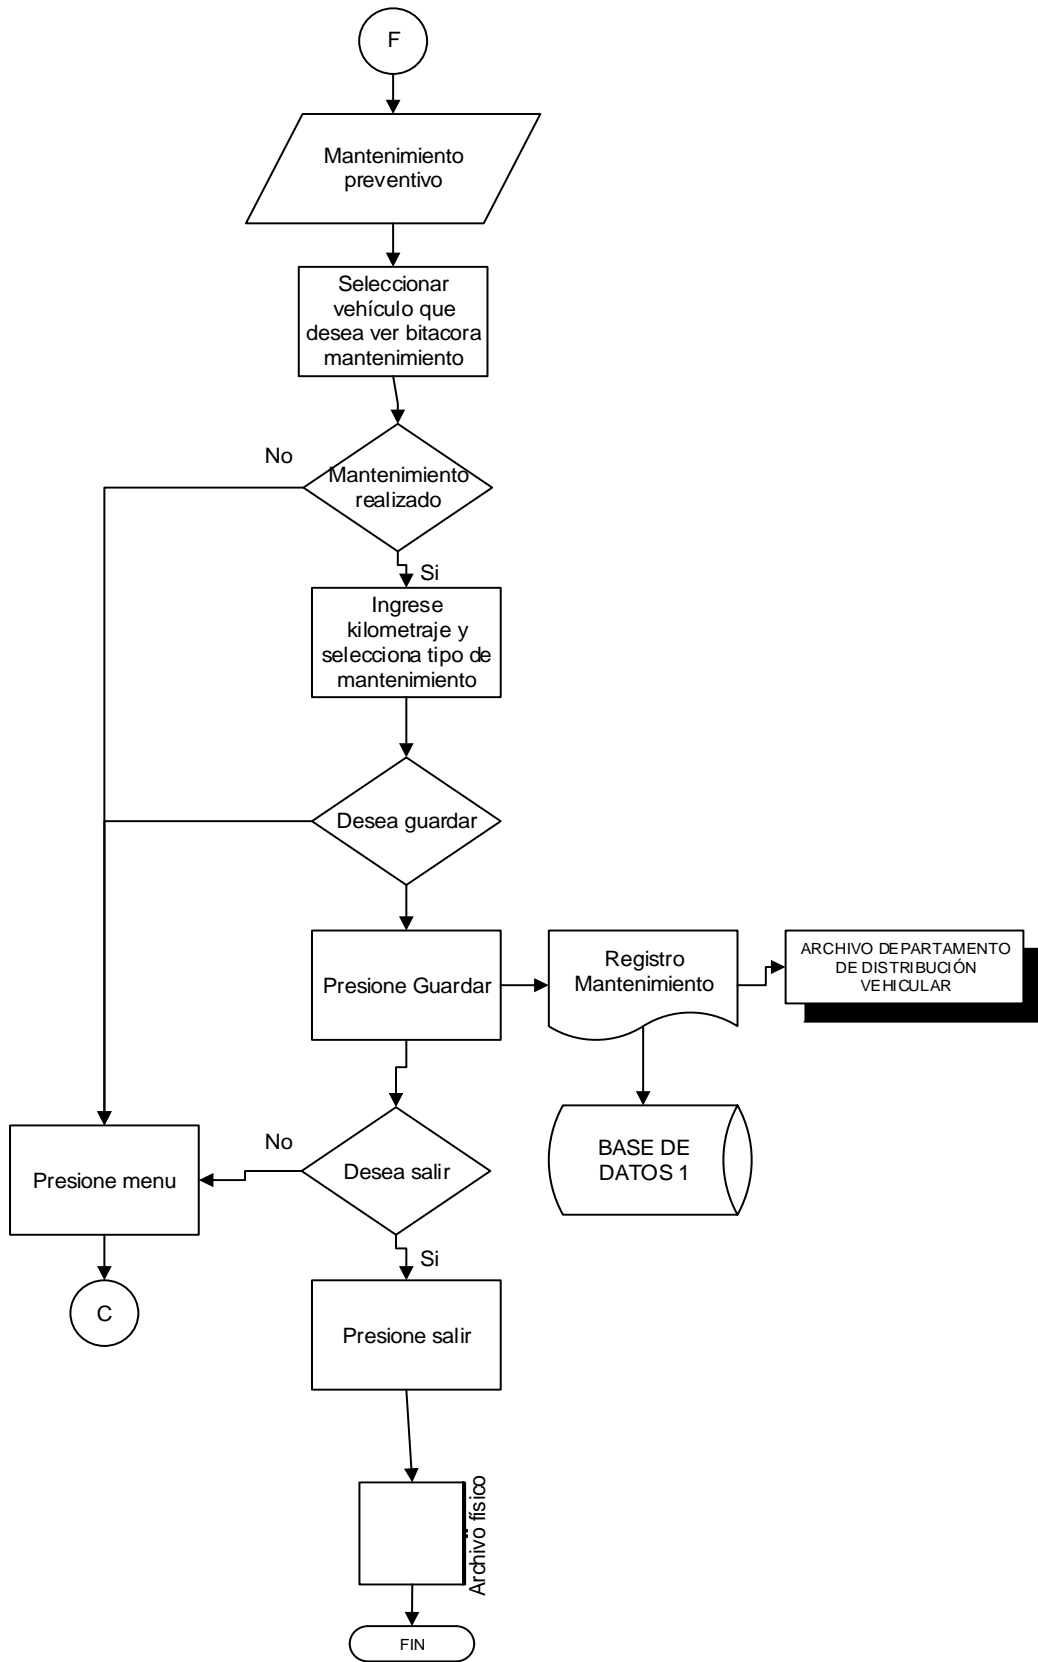 F
Mantenimiento
preventivo
Seleccionar
vehículo que
desea ver bitacora
mantenimiento
No
Mantenimiento
realizado
Si
Ingrese
kilometraje y
selecciona tipo de
mantenimiento
Desea guardar
Presione Guardar
Registro
Mantenimiento
ARCHIVO DEPARTAMENTO
DE DISTRIBUCIÓN
VEHICULAR
BASE DE
DATOS 1
No
Desea salir
Presione menu
Si
C
Presione salir
Archivo físico
FIN